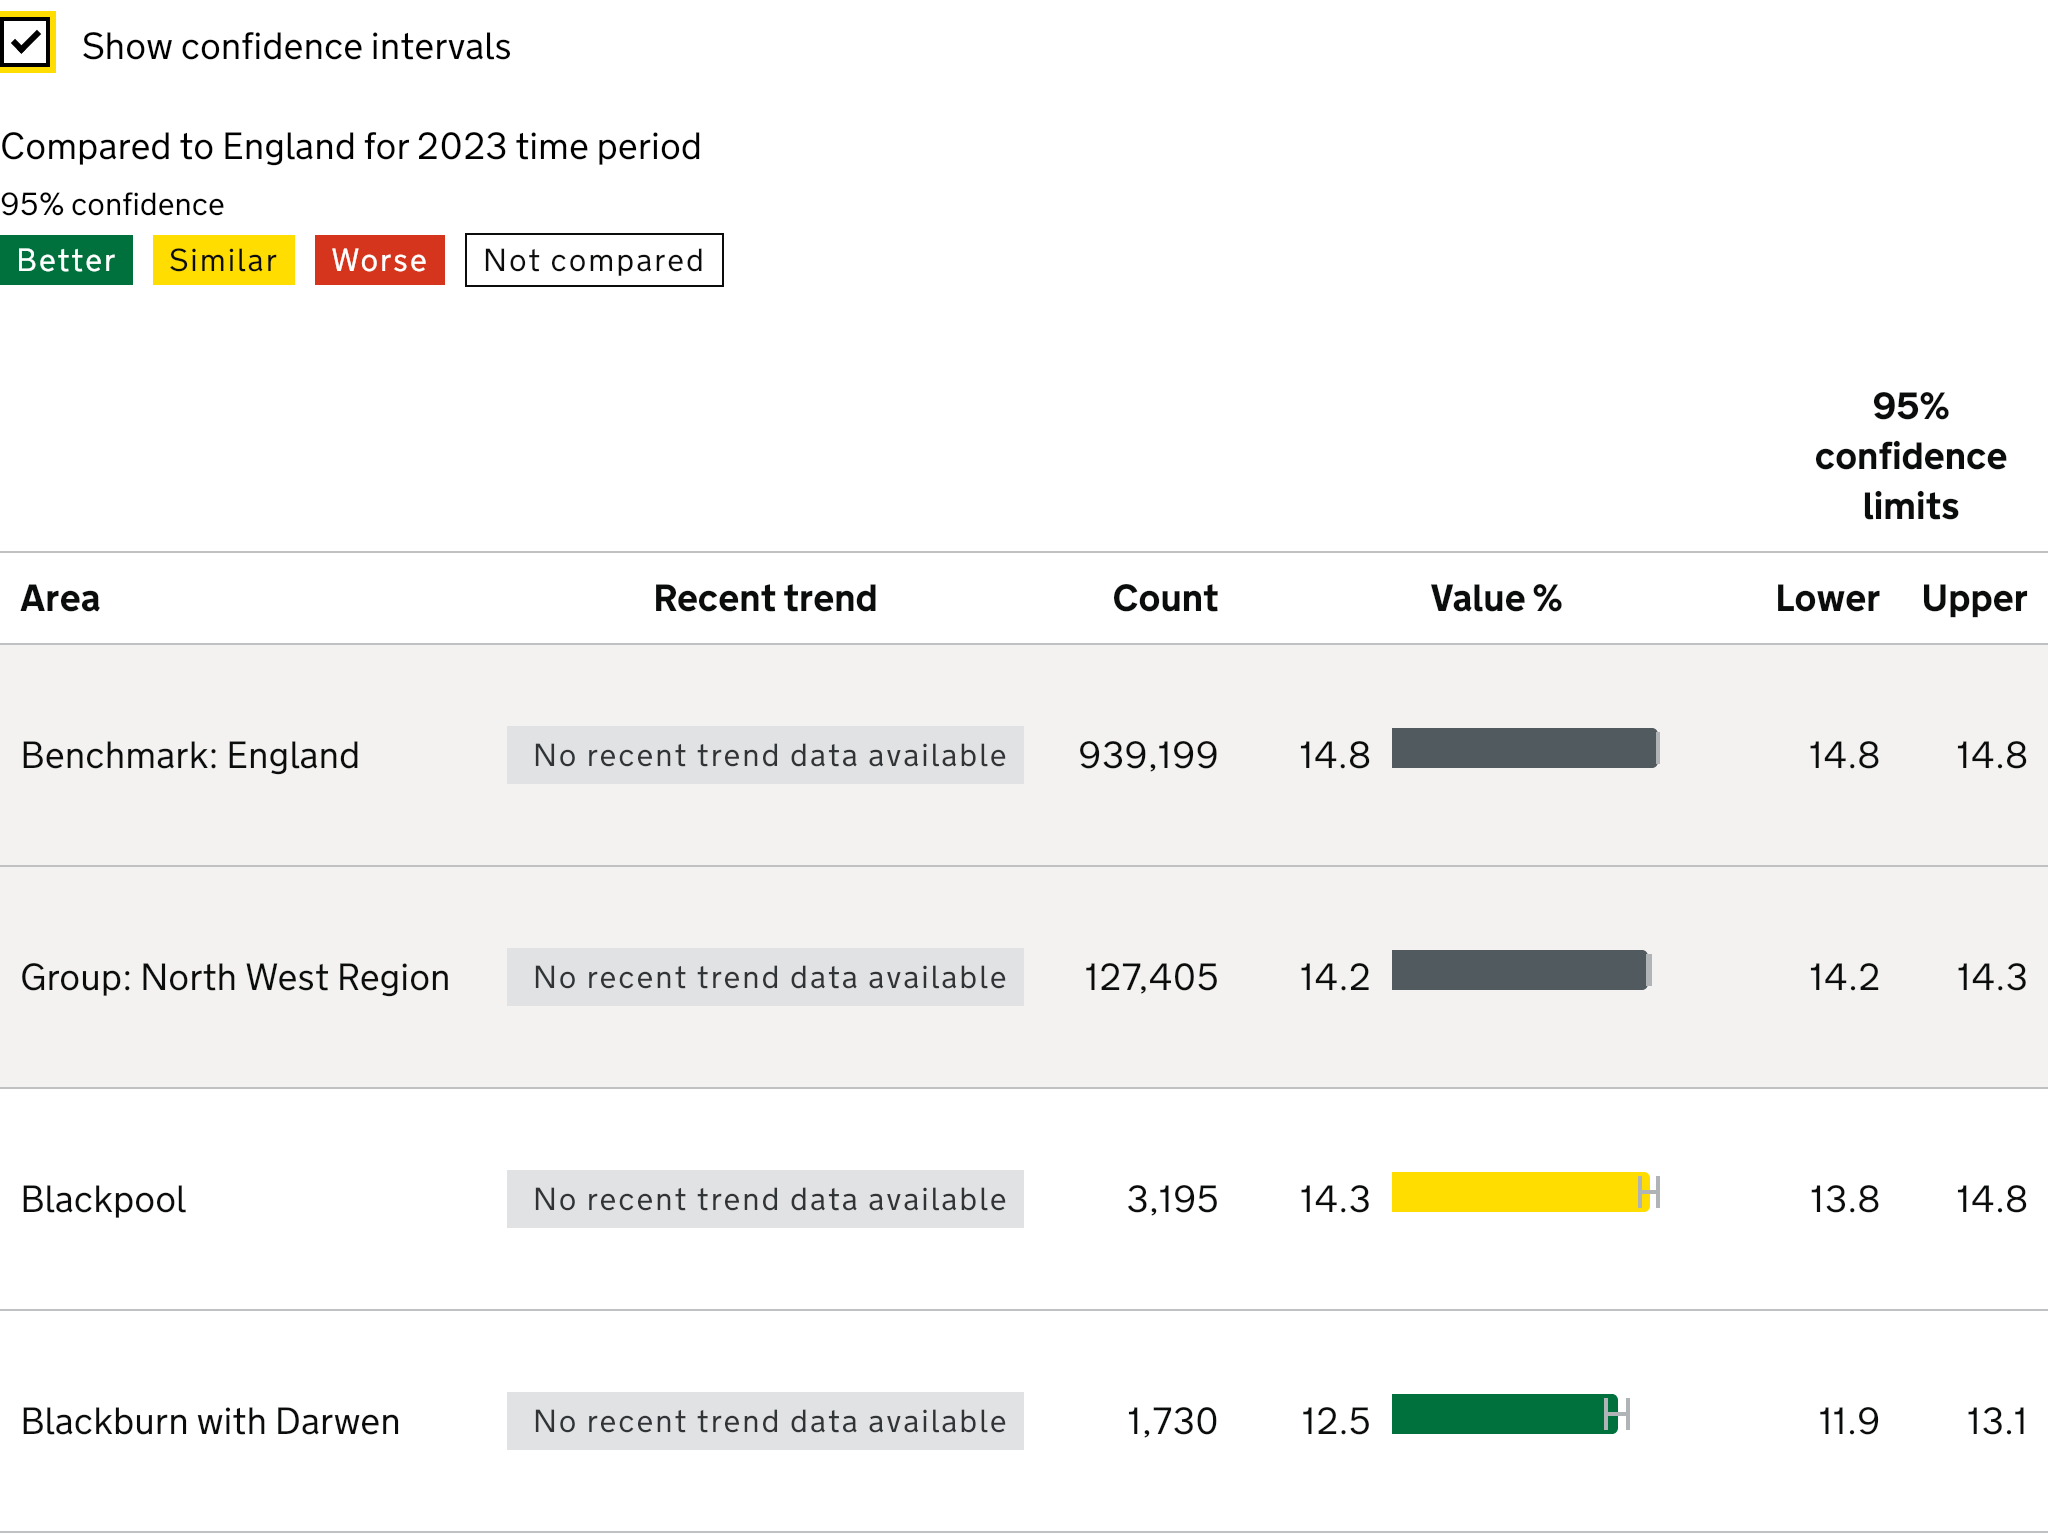 Show confidence intervals
Compared to England for 2023 time period
95% confidence
Better Similar Worse Not compared
95%
confidence
limits
Area Recent trend Count Value % Lower Upper
Benchmark: England No recent trend data available 939,199 14.8 14.8 14.8
Group: North West Region No recent trend data available 127,405 14.2 14.2 14.3
Blackpool No recent trend data available 3,195 14.3 13.8 14.8
Blackburn with Darwen No recent trend data available 1,730 12.5 11.9 13.1